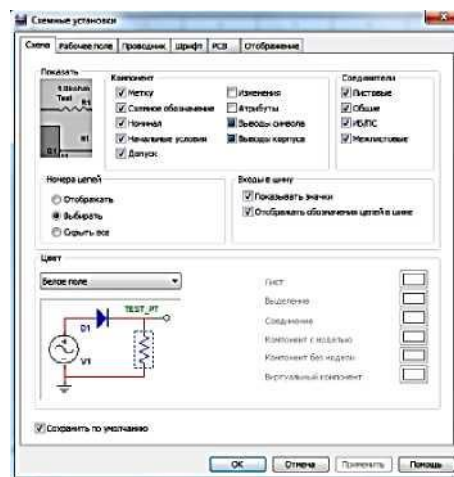 Схемные установки
Схема Рабочее поле Проводник Шрифт PCB Отображение
Показать
Компонент
Соединители
Метку
Изменения
Листовые
Схемное обозначение
Атрибуты
Общие
Номинал
Выводы символа
ИБ/ПС
Начальные условия
Выводы корпуса
Межлистовые
Допуск
Номера цепей
Входы в шину
Отображать
Показывать значки
Выбирать
Отображать обозначения цепей в шине
Скрыть все
Цвет
Белое поле
Лист
Выделение
TEST_PT
Соединение
D1
Компонент с моделью
V1
Компонент без модели
Виртуальный компонент
Сохранить по умолчанию
OK Отмена Применить Помощь